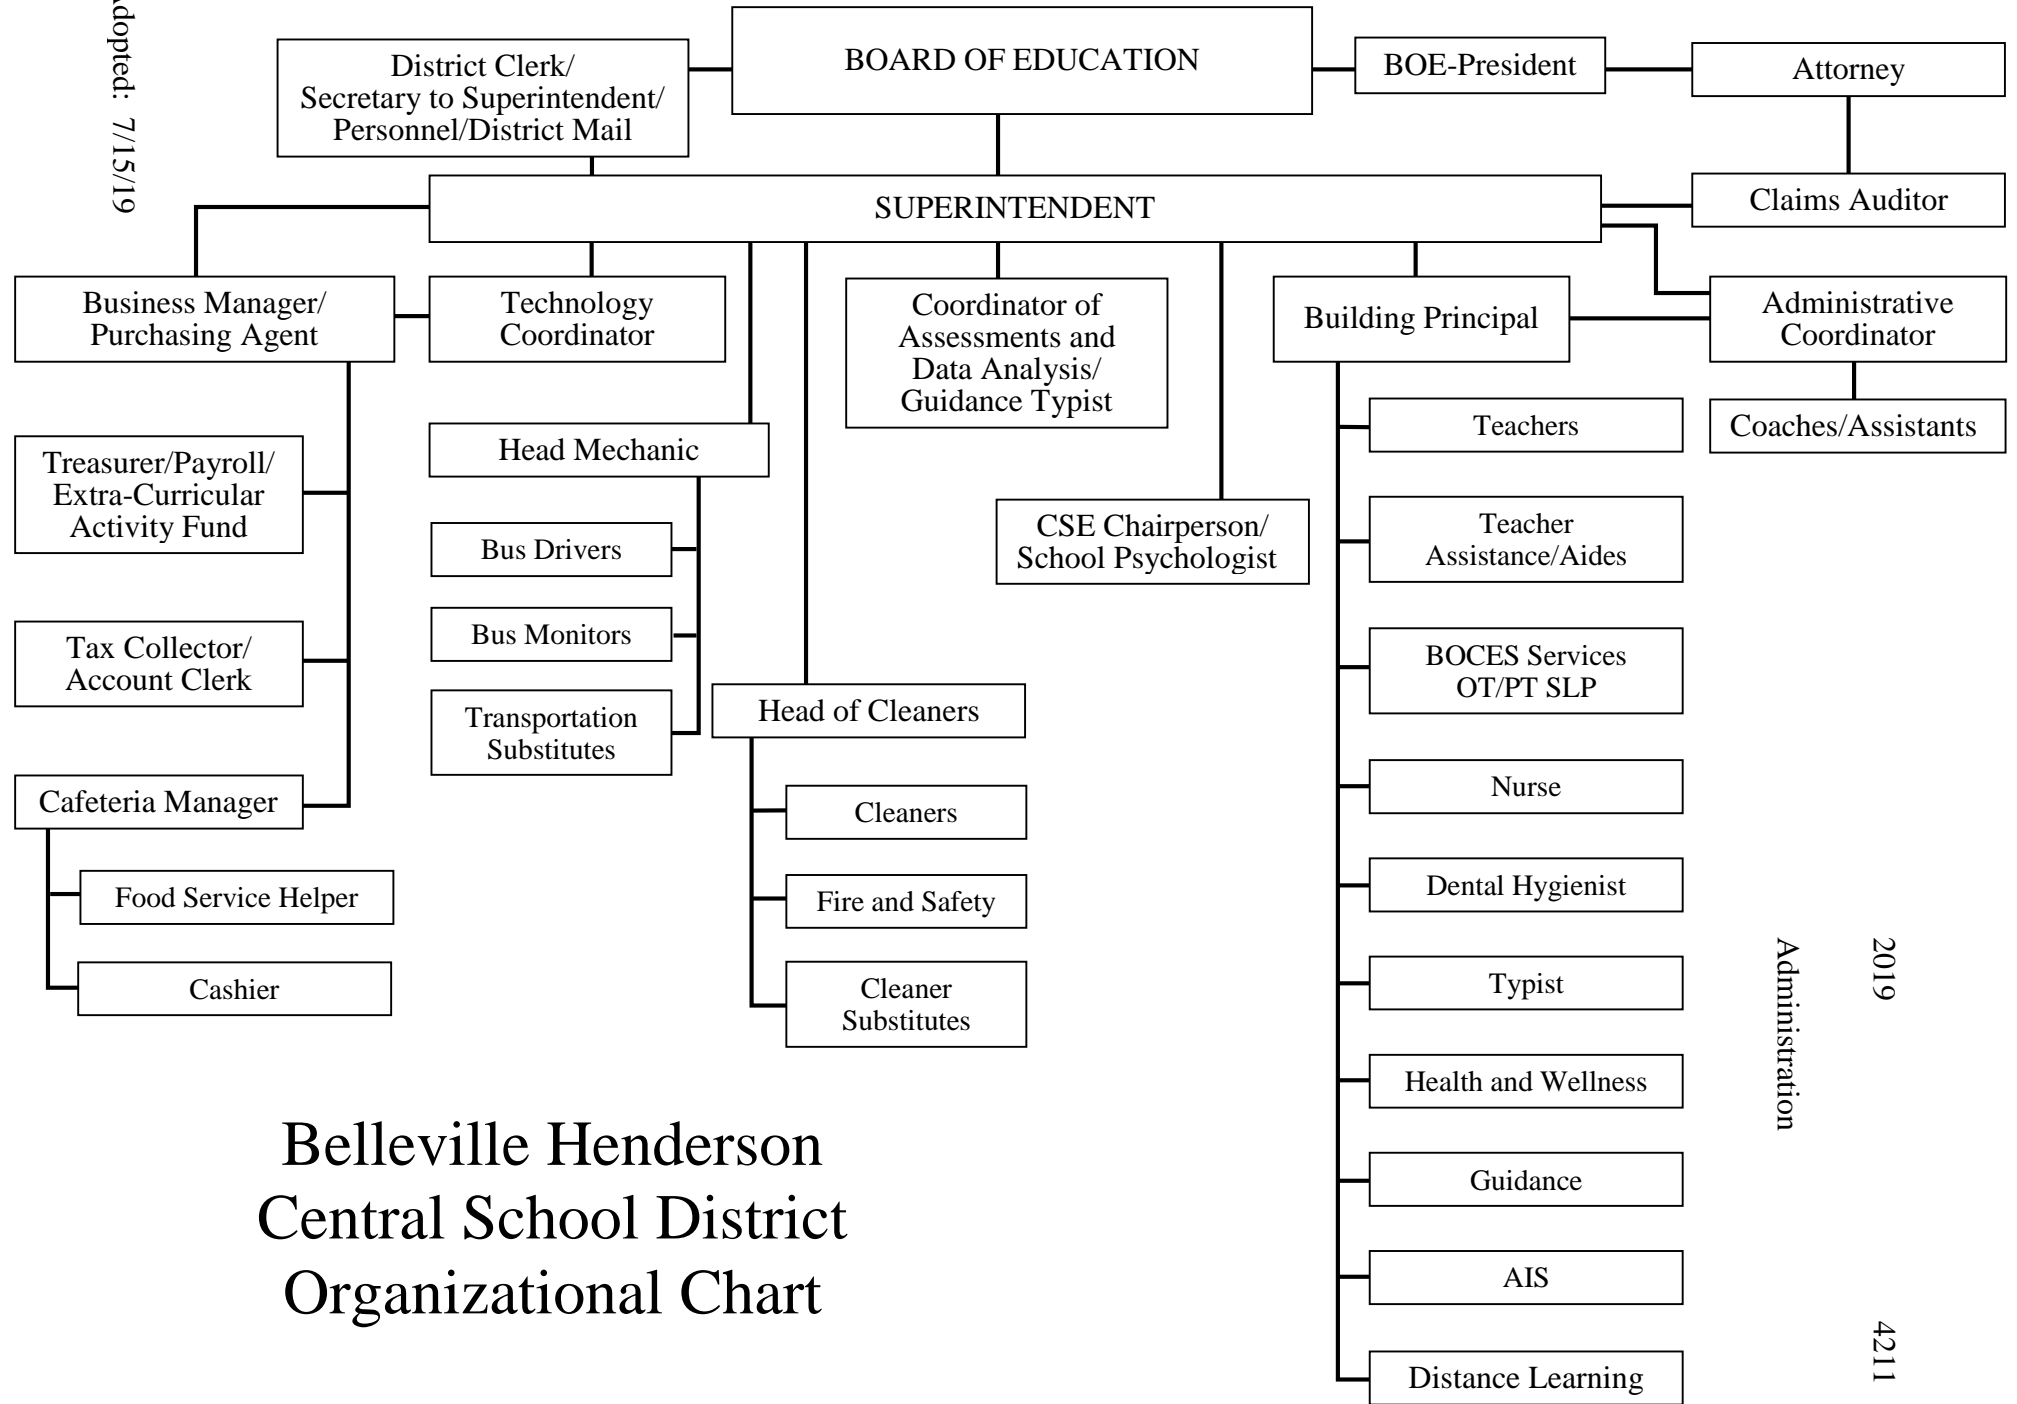 BOARD OF EDUCATION
District Clerk/
Secretary to Superintendent/
Personnel/District Mail
BOE-President
Attorney
SUPERINTENDENT
Claims Auditor
Business Manager/
Purchasing Agent
Technology
Coordinator
Coordinator of
Assessments and
Data Analysis/
Guidance Typist
Building Principal
Administrative
Coordinator
Coaches/Assistants
Treasurer/Payroll/
Extra-Curricular
Activity Fund
Tax Collector/
Account Clerk
Cafeteria Manager
Food Service Helper
Cashier
Head Mechanic
Bus Drivers
Bus Monitors
Transportation
Substitutes
Head of Cleaners
Cleaners
Fire and Safety
Cleaner
Substitutes
CSE Chairperson/
School Psychologist
Teachers
Teacher
Assistance/Aides
BOCES Services
OT/PT SLP
Nurse
Dental Hygienist
Typist
Health and Wellness
Guidance
AIS
Distance Learning
Belleville Henderson
Central School District
Organizational Chart
2019 4211
Administration
dopted: 7/15/19